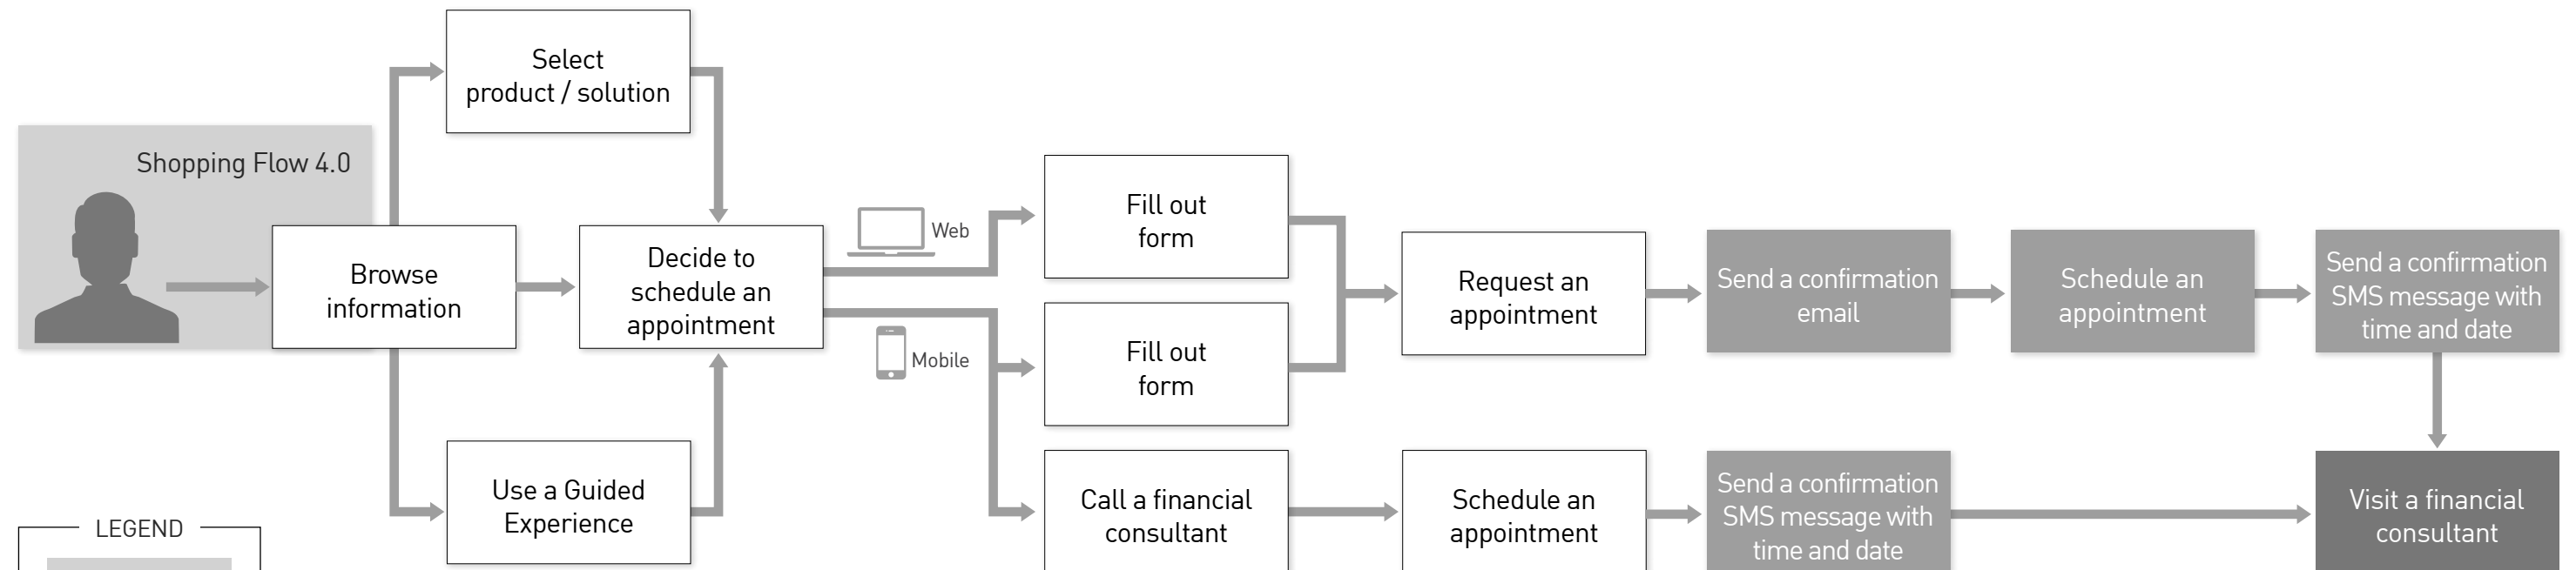 Select
product / solution
Shopping Flow 4.0
Browse
information
Decide to
schedule an
appointment
Use a Guided
Experience
Web
Mobile
Fill out
form
Fill out
form
Call a financial
consultant
Request an
appointment
Schedule an
appointment
Send a confirmation
email
Schedule an
appointment
Send a confirmation
SMS message with
time and date
Send a confirmation
SMS message with
time and date
Visit a financial
consultant
LEGEND